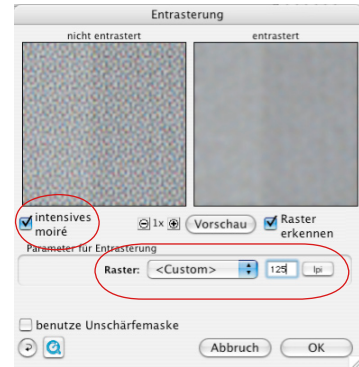 Entrasterung
nicht entrastert entrastert
intensives moiré 1x Vorschau Raster erkennen
Parameter für Entrasterung
Raster: <Custom> 125 lpi
benutze Unschärfemaske
Abbruch OK